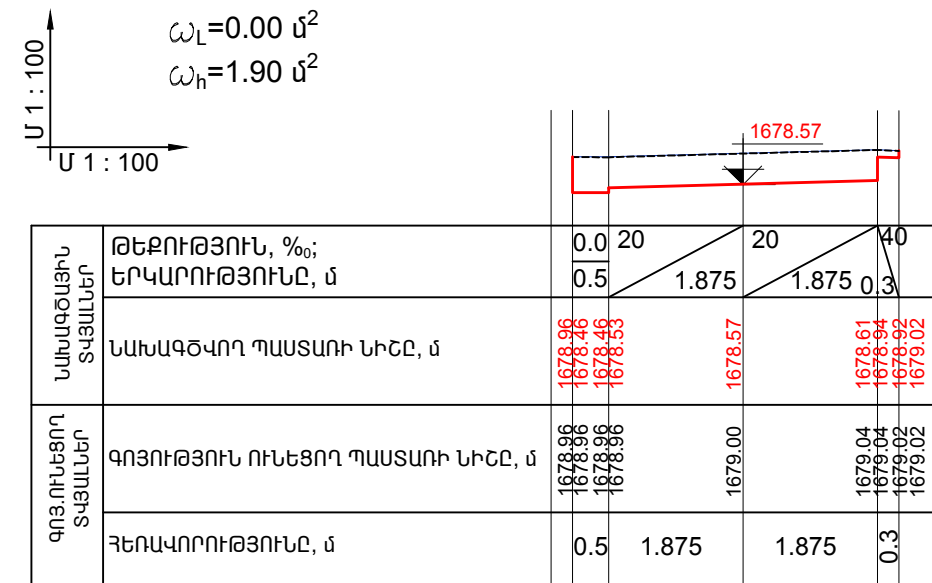 Մ 1 : 100
Մ 1 : 100
ω_L=0.00 մ²
ω_h=1.90 մ²
1678.57
ՆԱԽԱԳԾԱՅԻՆ ՏՎՅԱԼՆԵՐ
ԹԵՔՈՒԹՅՈՒՆ, ‰;
ԵՐԿԱՐՈՒԹՅՈՒՆԸ, մ
0.0 20 20 40
0.5 1.875 1.875 0.3
ՆԱԽԱԳԾՎՈՂ ՊԱՍՏԱՌԻ ՆԻՇԸ, մ
1678.96 1678.46 1678.46 1678.53 1678.57 1678.61 1678.94 1678.92 1679.02
ԳՈՅ.ՈՒՆԵՑՈՂ ՏՎՅԱԼՆԵՐ
ԳՈՅՈՒԹՅՈՒՆ ՈՒՆԵՑՈՂ ՊԱՍՏԱՌԻ ՆԻՇԸ, մ
1678.96 1678.96 1678.96 1678.96 1679.00 1679.04 1679.04 1679.02 1679.02
ՀԵՌԱՎՈՐՈՒԹՅՈՒՆԸ, մ
0.5 1.875 1.875 0.3